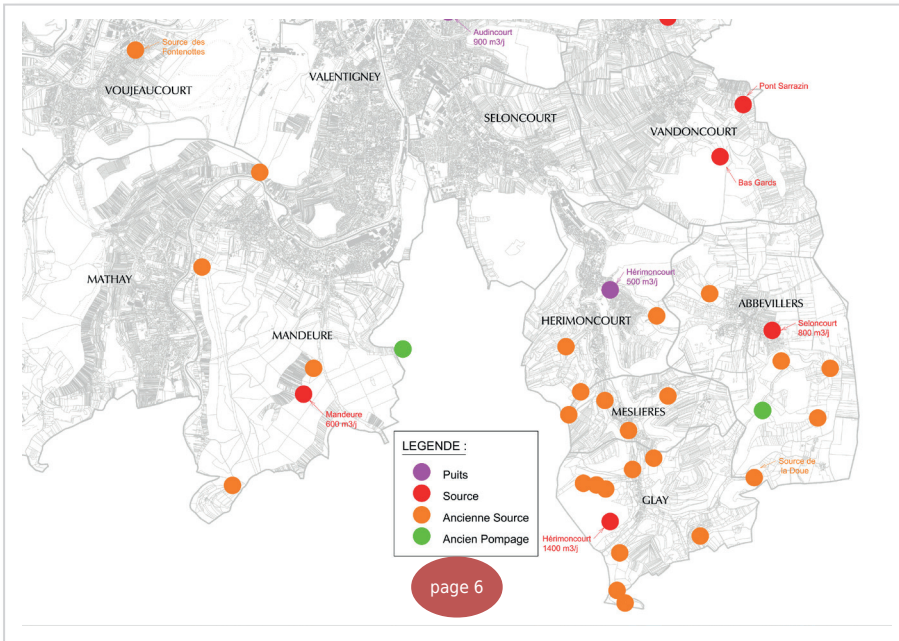 Audincourt
900 m3/j
Source des
Fontenottes
VOUJEAUCOURT
VALENTIGNEY
SELONCOURT
Pont Sarrazin
VANDONCOURT
Bas Gards
MATHAY
Hérimoncourt
500 m3/j
HERIMONCOURT
ABBEVILLERS
Seloncourt
800 m3/j
MANDEURE
Mandeure
600 m3/j
MESLIERES
LEGENDE :
Puits
Source
Ancienne Source
Ancien Pompage
Source de
la Doue
GLAY
Hérimoncourt
1400 m3/j
page 6